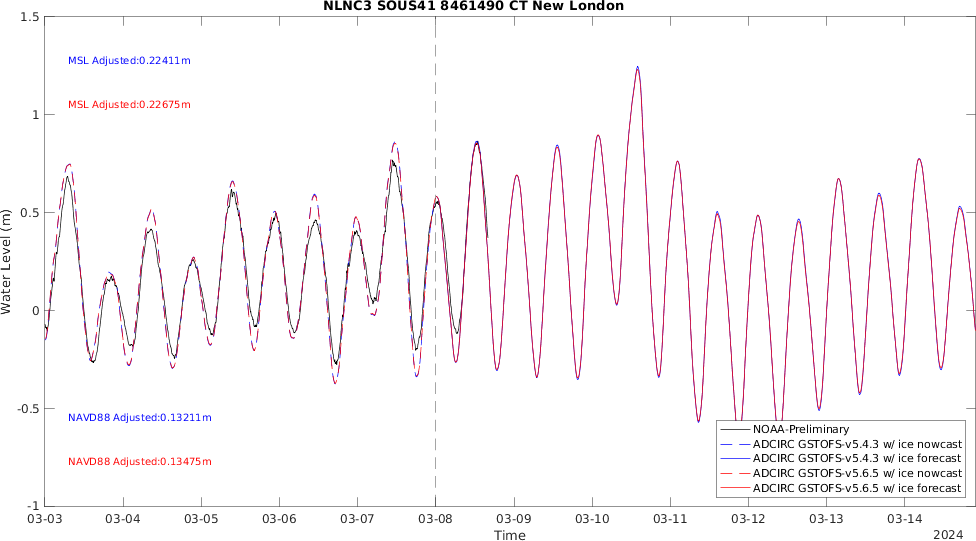 NLNC3 SOUS41 8461490 CT New London
1.5
1
0.5
0
-0.5
-1
Water Level (m)
MSL Adjusted:0.22411m
MSL Adjusted:0.22675m
NAVD88 Adjusted:0.13211m
NAVD88 Adjusted:0.13475m
NOAA-Preliminary
ADCIRC GSTOFS-v5.4.3 w/ ice nowcast
ADCIRC GSTOFS-v5.4.3 w/ ice forecast
ADCIRC GSTOFS-v5.6.5 w/ ice nowcast
ADCIRC GSTOFS-v5.6.5 w/ ice forecast
03-03 03-04 03-05 03-06 03-07 03-08 03-09 03-10 03-11 03-12 03-13 03-14
Time
2024